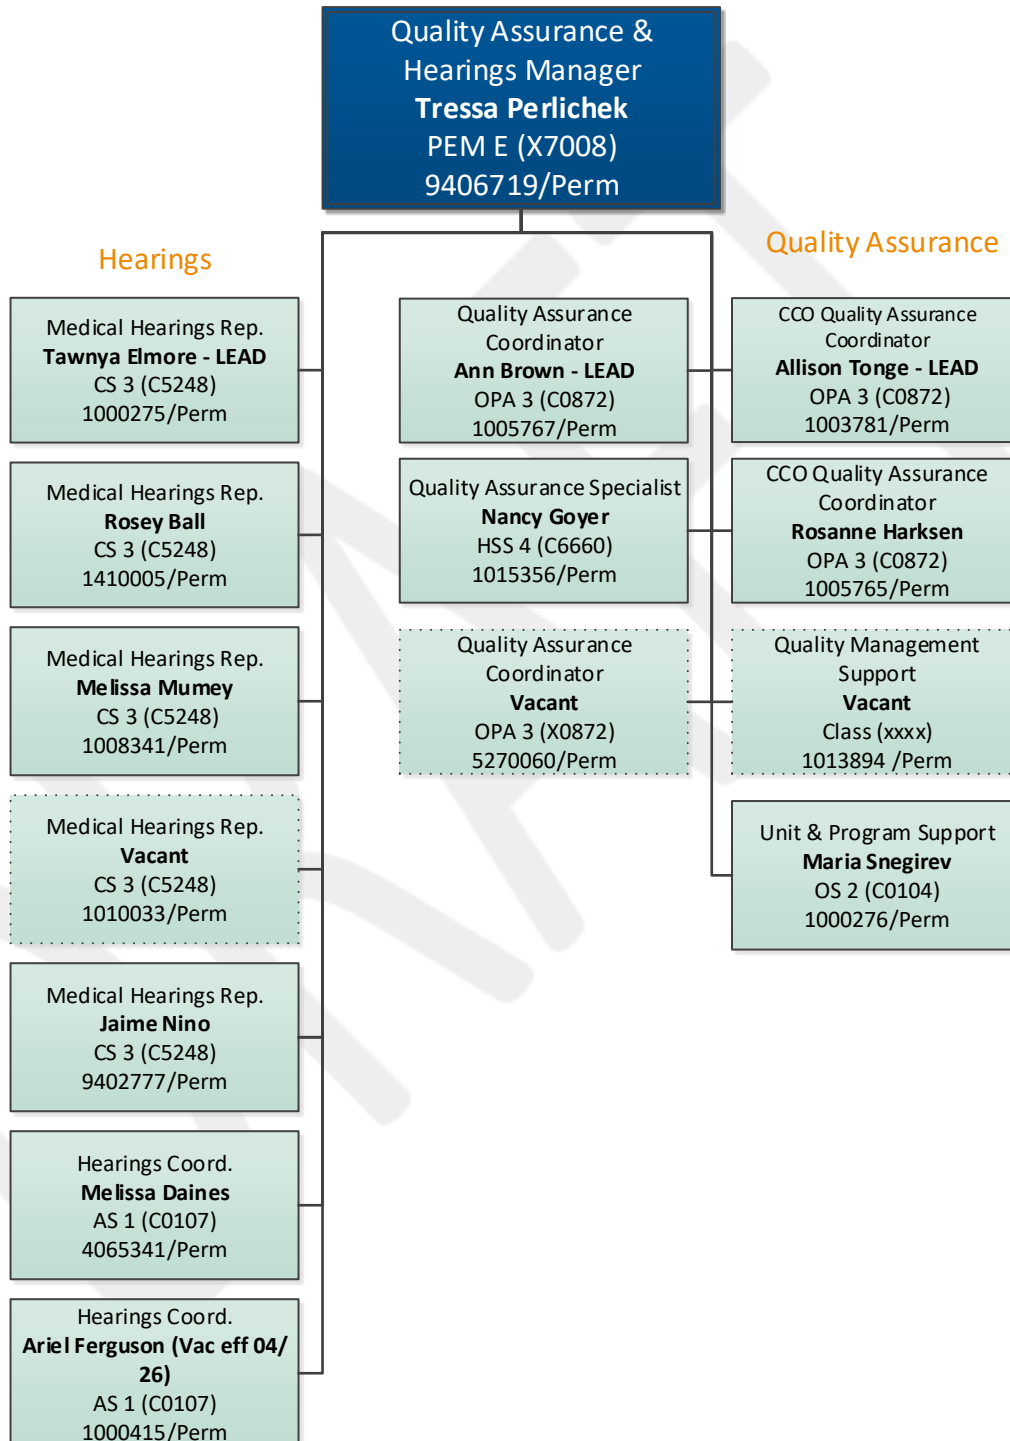 Quality Assurance &
Hearings Manager
Tressa Perlichek
PEM E (X7008)
9406719/Perm
Hearings
Medical Hearings Rep.
Tawnya Elmore - LEAD
CS 3 (C5248)
1000275/Perm
Medical Hearings Rep.
Rosey Ball
CS 3 (C5248)
1410005/Perm
Medical Hearings Rep.
Melissa Mumey
CS 3 (C5248)
1008341/Perm
Medical Hearings Rep.
Vacant
CS 3 (C5248)
1010033/Perm
Medical Hearings Rep.
Jaime Nino
CS 3 (C5248)
9402777/Perm
Hearings Coord.
Melissa Daines
AS 1 (C0107)
4065341/Perm
Hearings Coord.
Ariel Ferguson (Vac eff 04/
26)
AS 1 (C0107)
1000415/Perm
Quality Assurance
Quality Assurance
Coordinator
Ann Brown - LEAD
OPA 3 (C0872)
1005767/Perm
Quality Assurance Specialist
Nancy Goyer
HSS 4 (C6660)
1015356/Perm
Quality Assurance
Coordinator
Vacant
OPA 3 (X0872)
5270060/Perm
CCO Quality Assurance
Coordinator
Allison Tonge - LEAD
OPA 3 (C0872)
1003781/Perm
CCO Quality Assurance
Coordinator
Rosanne Harksen
OPA 3 (C0872)
1005765/Perm
Quality Management
Support
Vacant
Class (xxxx)
1013894 /Perm
Unit & Program Support
Maria Snegirev
OS 2 (C0104)
1000276/Perm